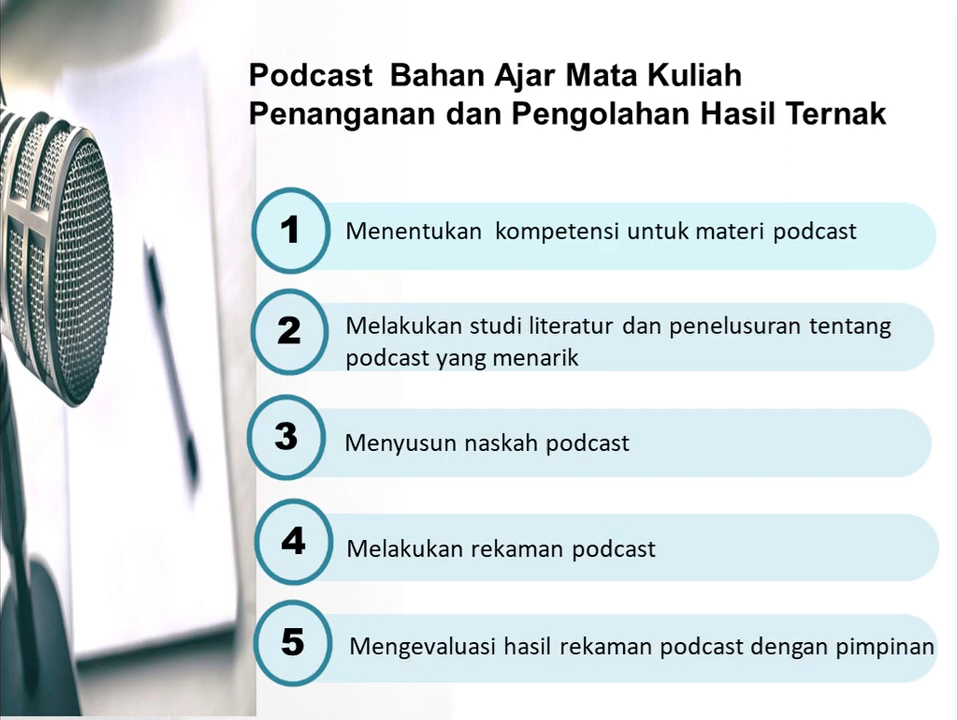 Podcast Bahan Ajar Mata Kuliah
Penanganan dan Pengolahan Hasil Ternak
1 Menentukan kompetensi untuk materi podcast
2 Melakukan studi literatur dan penelusuran tentang
podcast yang menarik
3 Menyusun naskah podcast
4 Melakukan rekaman podcast
5 Mengevaluasi hasil rekaman podcast dengan pimpinan